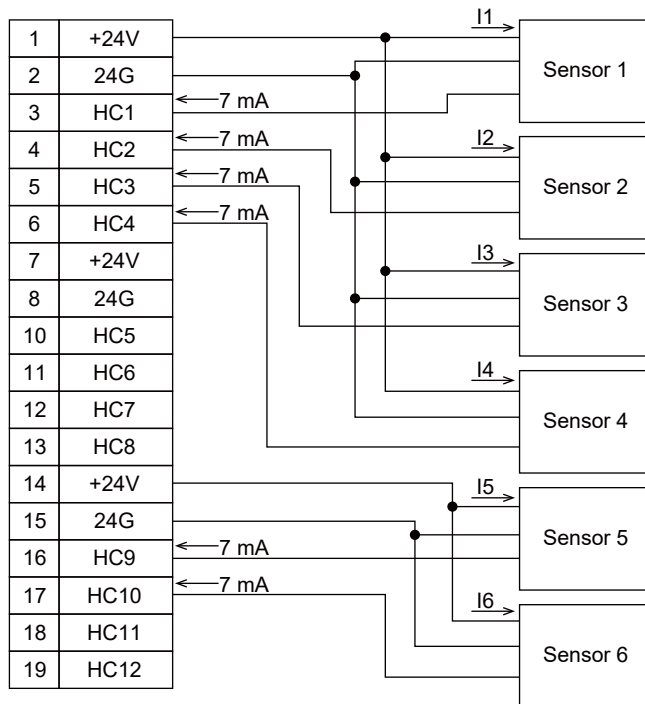 I1
1 +24V
Sensor 1
2 24G
7 mA
3 HC1
I2
7 mA
4 HC2
7 mA
5 HC3
Sensor 2
7 mA
6 HC4
I3
7 +24V
8 24G
Sensor 3
10 HC5
I4
11 HC6
12 HC7
Sensor 4
13 HC8
14 +24V
I5
15 24G
Sensor 5
7 mA
16 HC9
7 mA
17 HC10
I6
18 HC11
Sensor 6
19 HC12